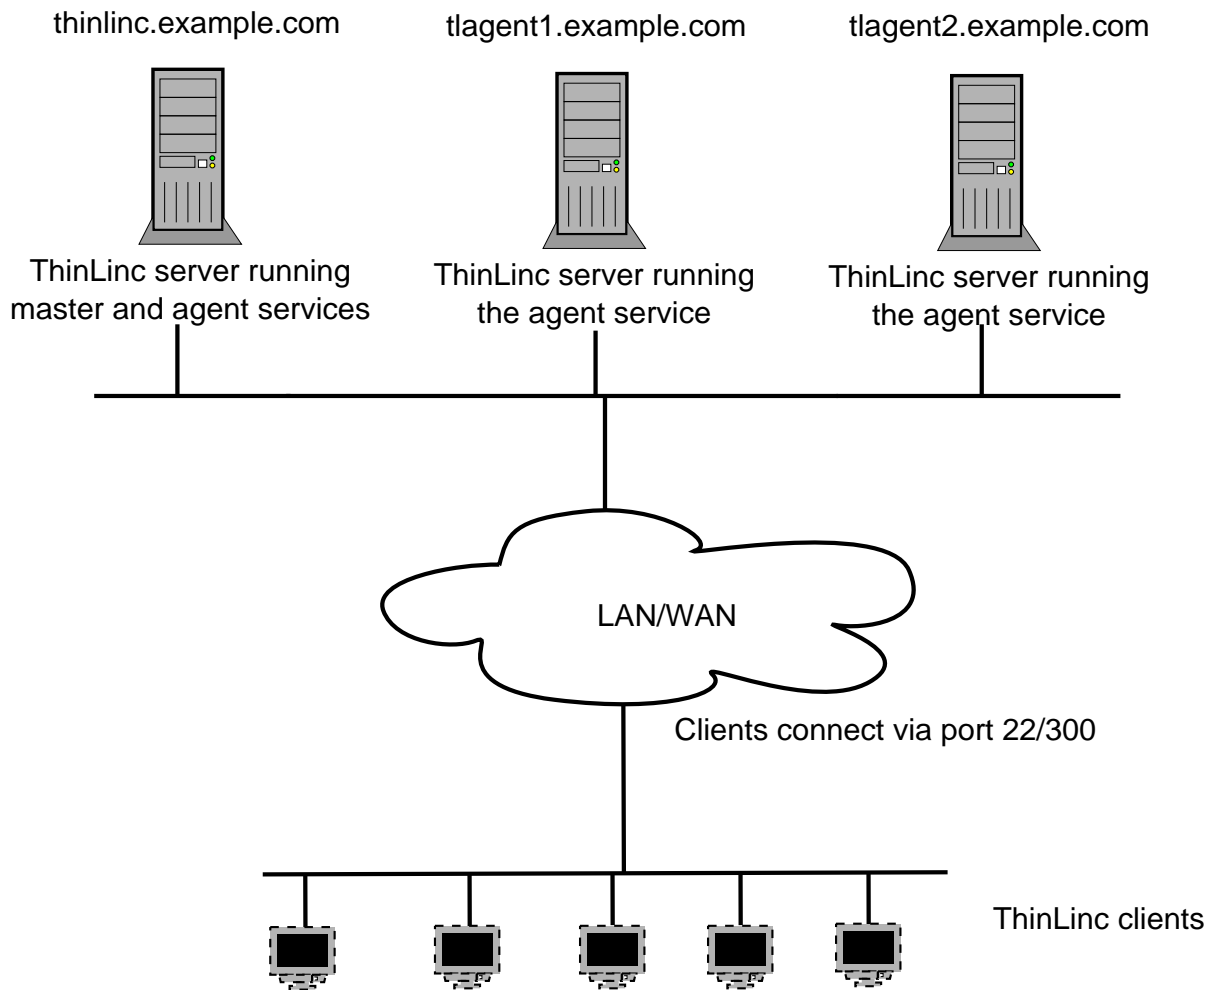 thinlinc.example.com
tlagent1.example.com
tlagent2.example.com
ThinLinc server running
master and agent services
ThinLinc server running
the agent service
ThinLinc server running
the agent service
LAN/WAN
Clients connect via port 22/300
ThinLinc clients